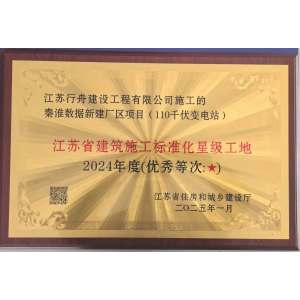 江苏行舟建设工程有限公司施工的
秦淮数据新建厂区项目（110千伏变电站）
江苏省建筑施工标准化星级工地
2024年度(优秀等次:★)
江苏省住房和城乡建设厅
二〇二五年一月